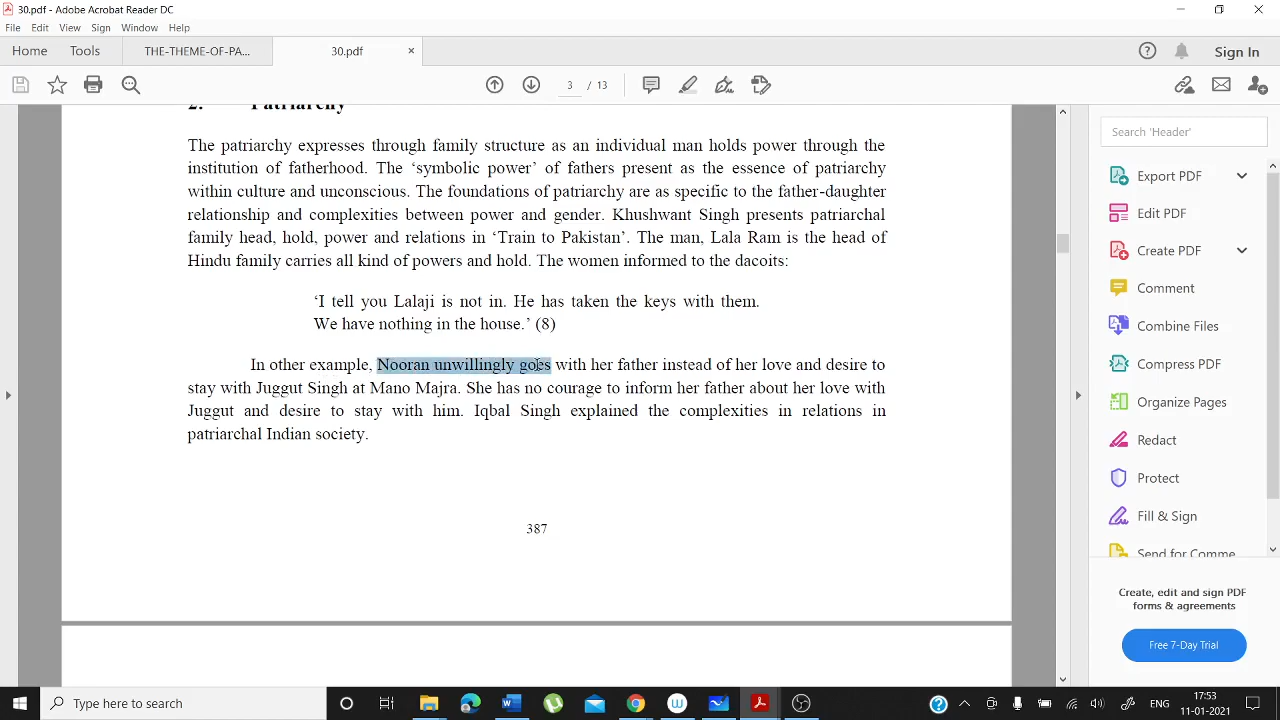 30.pdf - Adobe Acrobat Reader DC
File Edit View Sign Window Help
Home Tools THE-THEME-OF-PA... 30.pdf × Sign In
3 / 13
2. Patriarchy
The patriarchy expresses through family structure as an individual man holds power through the
institution of fatherhood. The ‘symbolic power’ of fathers present as the essence of patriarchy
within culture and unconscious. The foundations of patriarchy are as specific to the father-daughter
relationship and complexities between power and gender. Khushwant Singh presents patriarchal
family head, hold, power and relations in ‘Train to Pakistan’. The man, Lala Ram is the head of
Hindu family carries all kind of powers and hold. The women informed to the dacoits:
‘I tell you Lalaji is not in. He has taken the keys with them.
We have nothing in the house.’ (8)
In other example, Nooran unwillingly goes with her father instead of her love and desire to
stay with Juggut Singh at Mano Majra. She has no courage to inform her father about her love with
Juggut and desire to stay with him. Iqbal Singh explained the complexities in relations in
patriarchal Indian society.
387
Search 'Header'
Export PDF
Edit PDF
Create PDF
Comment
Combine Files
Compress PDF
Organize Pages
Redact
Protect
Fill & Sign
Send for Comme
Create, edit and sign PDF
forms & agreements
Free 7-Day Trial
Type here to search
ENG
17:53
11-01-2021